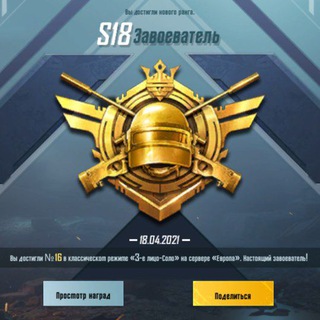 Вы достигли нового ранга.
S18 Завоеватель
— 18.04.2021 —
Вы достигли №16 в классическом режиме «3-е лицо-Соло» на сервере «Европа». Настоящий завоеватель!
Просмотр наград
Поделиться